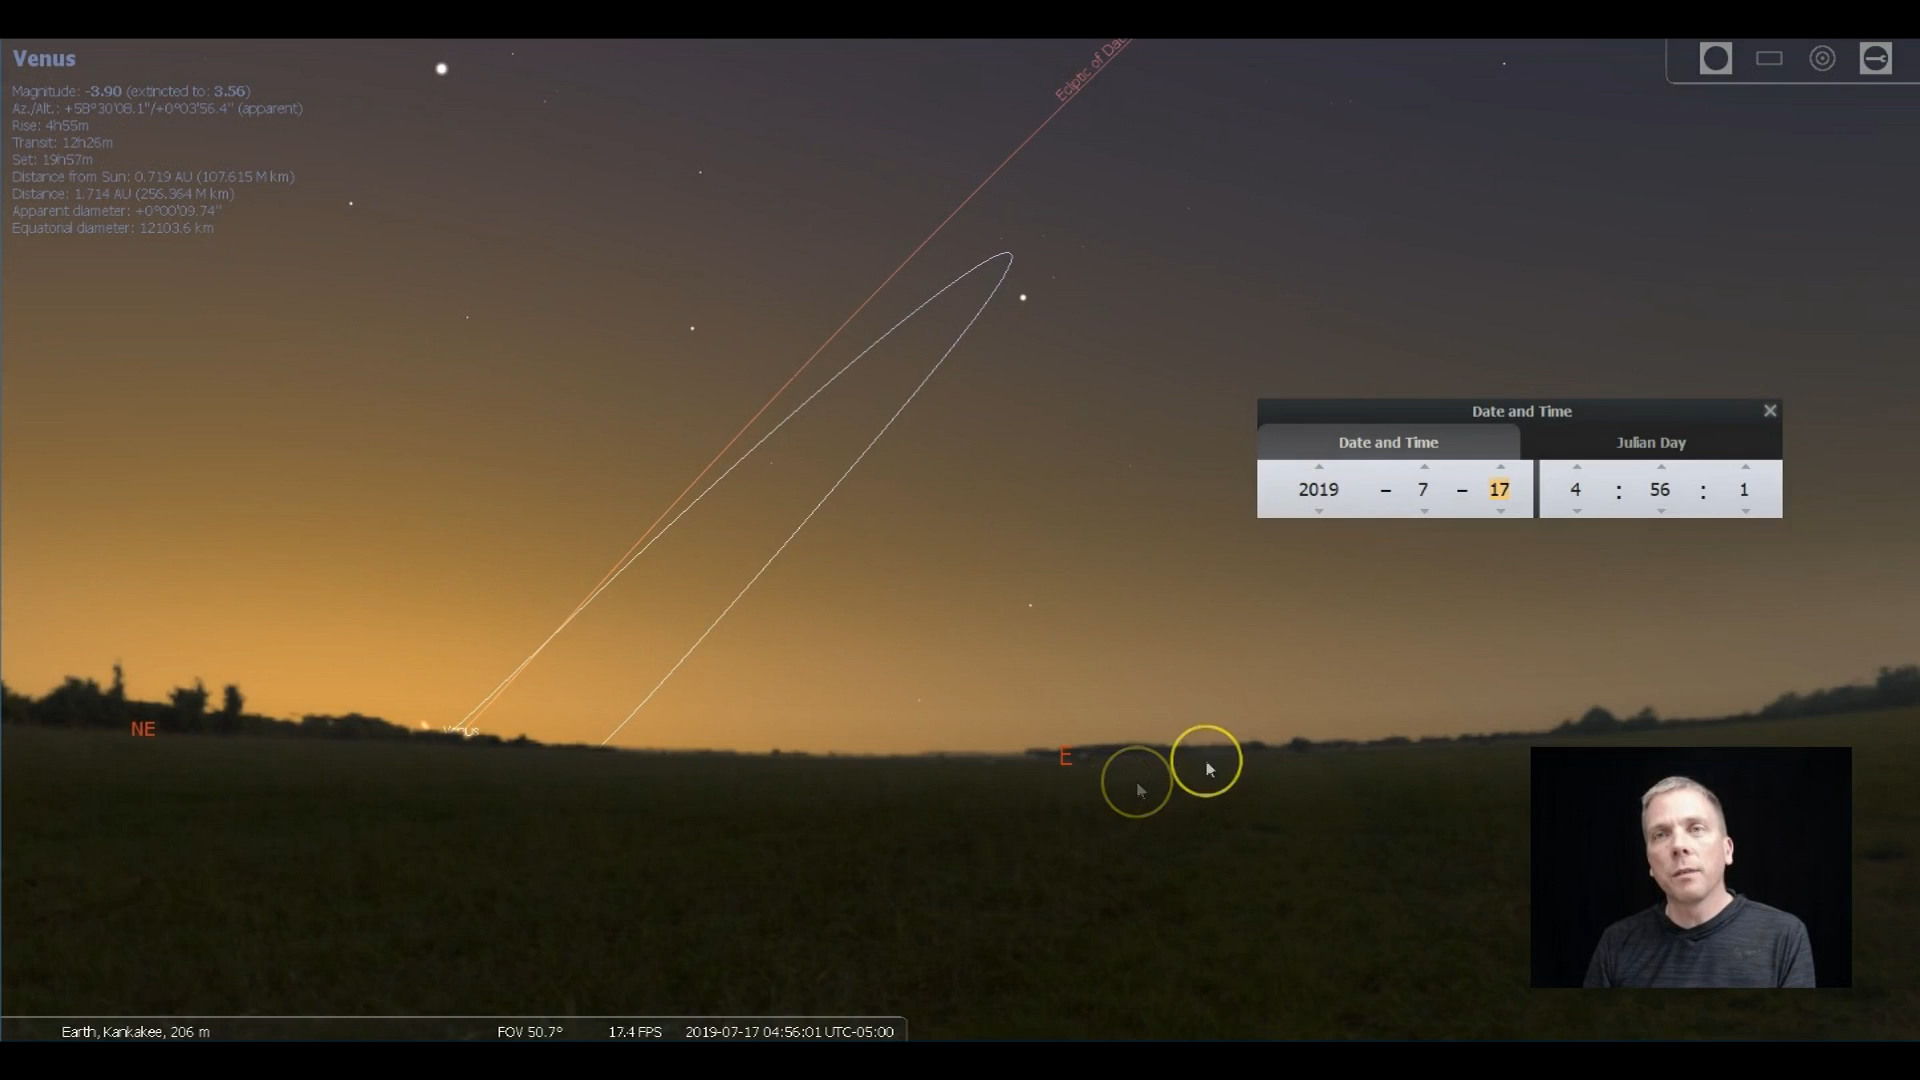 Venus
Magnitude: -3.90 (extincted to: 3.56)
Az./Alt.: +58°30'08.1"/+0°03'56.4" (apparent)
Rise: 4h55m
Transit: 12h26m
Set: 19h57m
Distance from Sun: 0.719 AU (107.615 M km)
Distance: 1.714 AU (256.364 M km)
Apparent diameter: +0°00'09.74"
Equatorial diameter: 12103.6 km
Ecliptic of
Date and Time
Date and Time Julian Day
2019 - 7 - 17 4 : 56 : 1
NE
Venus
E
Earth, Kankakee, 206 m FOV 50.7° 17.4 FPS 2019-07-17 04:56:01 UTC-05:00